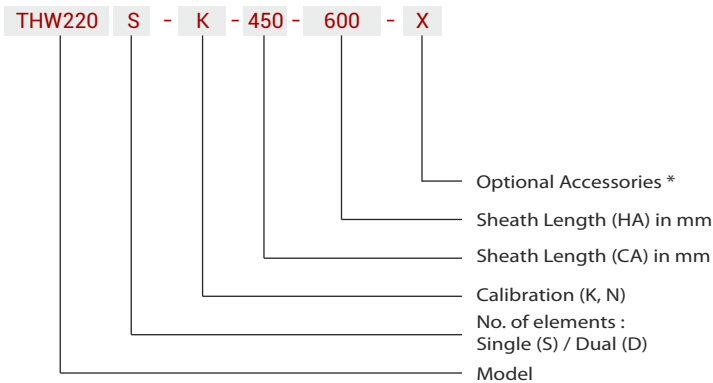 THW220 S - K - 450 - 600 - X
Optional Accessories *
Sheath Length (HA) in mm
Sheath Length (CA) in mm
Calibration (K, N)
No. of elements :
Single (S) / Dual (D)
Model